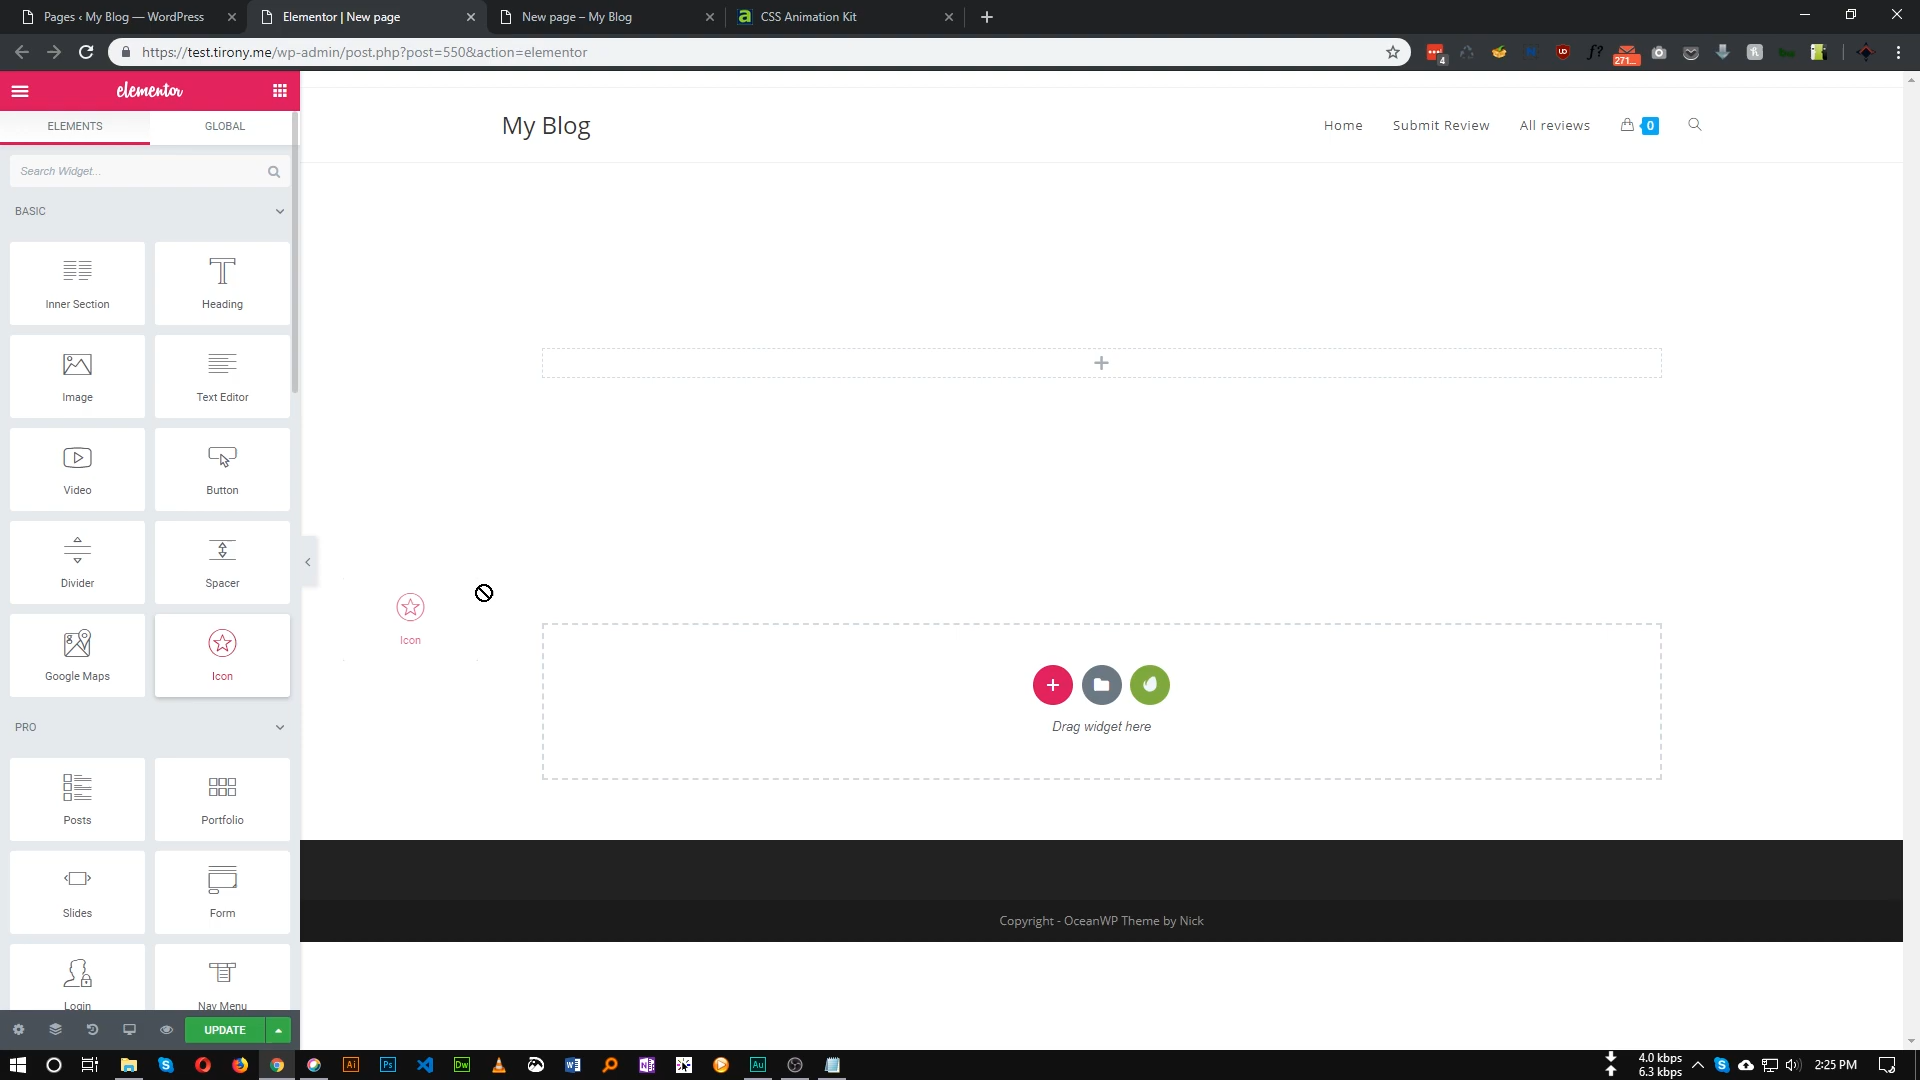 Pages ‹ My Blog — WordPress
Elementor | New page
New page – My Blog
CSS Animation Kit
https://test.tirony.me/wp-admin/post.php?post=550&action=elementor
4
271...
elementor
ELEMENTS
GLOBAL
Search Widget...
BASIC
Inner Section
Heading
Image
Text Editor
Video
Button
Divider
Spacer
Google Maps
Icon
PRO
Posts
Portfolio
Slides
Form
Login
Nav Menu
UPDATE
My Blog
Home
Submit Review
All reviews
0
Icon
Drag widget here
Copyright - OceanWP Theme by Nick
4.0 kbps
6.3 kbps
2:25 PM